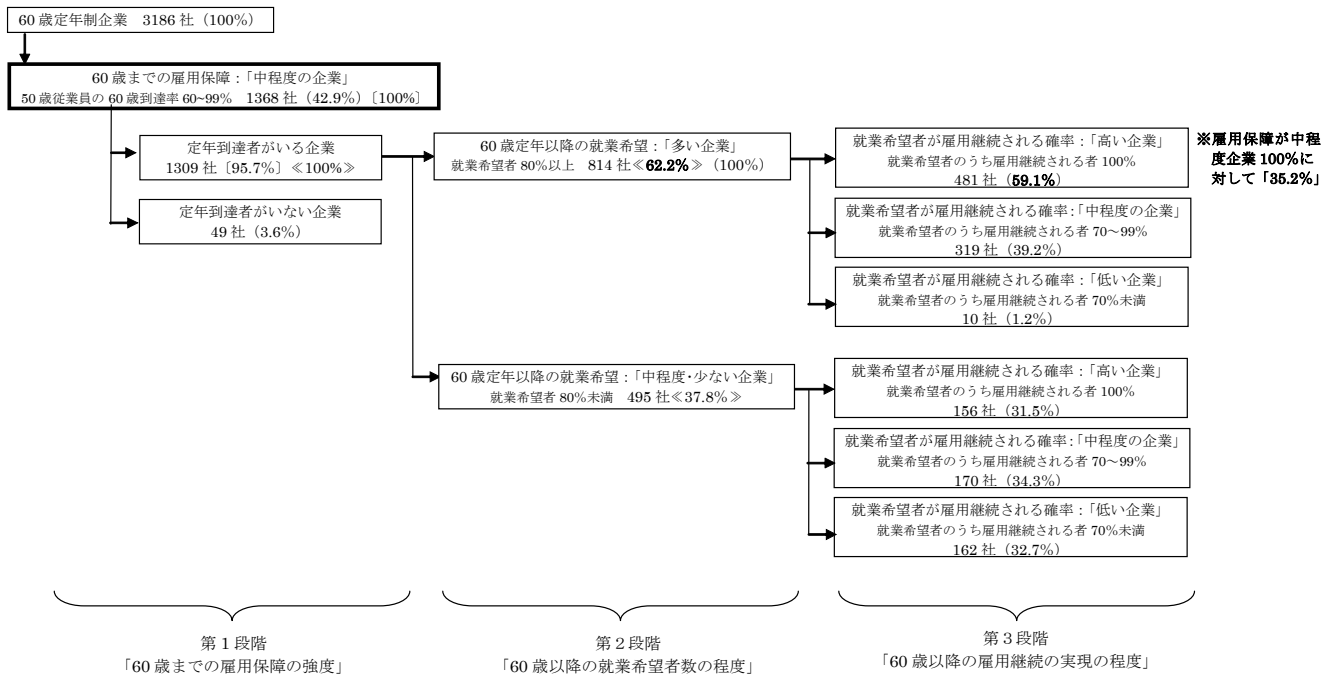 60 歳定年制企業 3186 社（100%）
60 歳までの雇用保障：「中程度の企業」
50 歳従業員の 60 歳到達率 60~99% 1368 社（42.9%）〔100%〕
定年到達者がいる企業
1309 社〔95.7%〕≪100%≫
定年到達者がいない企業
49 社（3.6%）
60 歳定年以降の就業希望：「多い企業」
就業希望者 80%以上 814 社≪62.2%≫（100%）
60 歳定年以降の就業希望：「中程度・少ない企業」
就業希望者 80%未満 495 社≪37.8%≫
就業希望者が雇用継続される確率：「高い企業」
就業希望者のうち雇用継続される者 100%
481 社（59.1%）
就業希望者が雇用継続される確率：「中程度の企業」
就業希望者のうち雇用継続される者 70～99%
319 社（39.2%）
就業希望者が雇用継続される確率：「低い企業」
就業希望者のうち雇用継続される者 70%未満
10 社（1.2%）
就業希望者が雇用継続される確率：「高い企業」
就業希望者のうち雇用継続される者 100%
156 社（31.5%）
就業希望者が雇用継続される確率：「中程度の企業」
就業希望者のうち雇用継続される者 70～99%
170 社（34.3%）
就業希望者が雇用継続される確率：「低い企業」
就業希望者のうち雇用継続される者 70%未満
162 社（32.7%）
※雇用保障が中程
度企業 100%に
対して「35.2%」
第１段階
「60 歳までの雇用保障の強度」
第２段階
「60 歳以降の就業希望者数の程度」
第３段階
「60 歳以降の雇用継続の実現の程度」